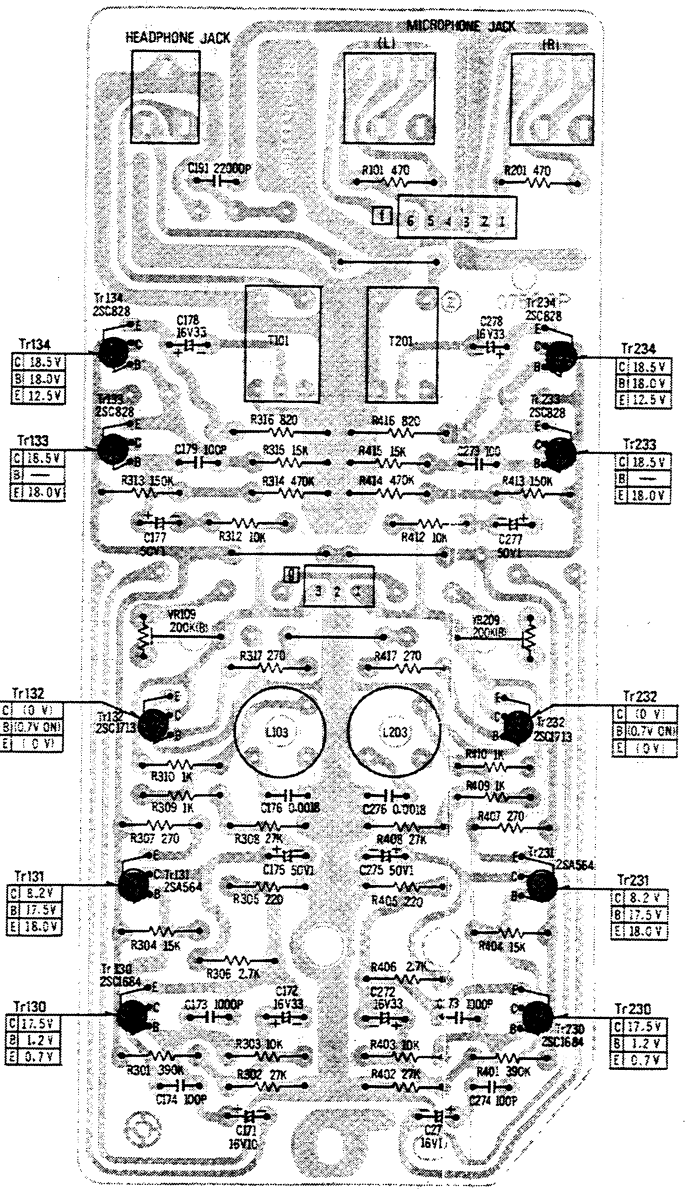 HEADPHONE JACK
MICROPHONE JACK
(L)
(R)
C191 22000P
R101 470
R201 470
f
6 5 4 3 2 1
Tr134
2SC828
E
C
B
C178
16V33
T101
T201
C278
16V33
Tr234
2SC828
E
C
B
Tr134
C 18.5V
B 18.0V
E 12.5V
Tr234
C 18.5V
B 18.0V
E 12.5V
Tr133
2SC828
E
C
B
Tr233
2SC828
E
C
B
Tr133
C 18.5V
B —
E 18.0V
Tr233
C 18.5V
B —
E 18.0V
R316 820
R416 820
C179 100P
R315 15K
R415 15K
C279 100
R313 150K
R314 470K
R414 470K
R413 150K
C177
50V1
R312 10K
R412 10K
C277
50V1
g
3 2 1
VR109
200K(B)
VR209
200K(B)
R317 270
R417 270
Tr132
C (0 V)
B (0.7V ON)
E (0 V)
Tr232
C (0 V)
B (0.7V ON)
E (0 V)
E
C
B
Tr132
2SC1713
L103
L203
E
C
B
Tr232
2SC1713
R310 1K
R410 1K
R309 1K
C176 0.0018
C276 0.0018
R409 1K
R307 270
R308 27K
R408 27K
R407 270
C175 50V1
C275 50V1
Tr131
C 8.2V
B 17.5V
E 18.0V
E
C
B
Tr131
2SA564
R305 220
R405 220
E
C
B
Tr231
2SA564
Tr231
C 8.2V
B 17.5V
E 18.0V
R304 15K
R404 15K
R306 2.7K
R406 2.7K
Tr130
2SC1684
E
C
B
C173 1000P
C172
16V33
C272
16V33
C 173 1000P
E
C
B
Tr230
2SC1684
Tr130
C 17.5V
B 1.2V
E 0.7V
Tr230
C 17.5V
B 1.2V
E 0.7V
R301 390K
R303 10K
R403 10K
R401 390K
R302 27K
R402 27K
C174 100P
C274 100P
C171
16V10
C27
16V1